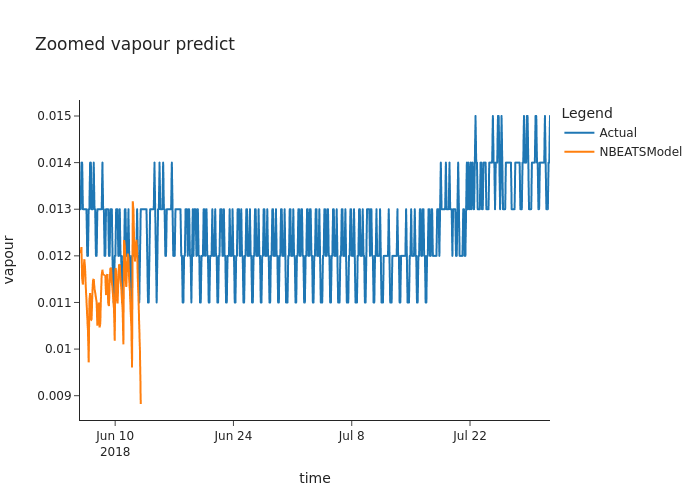 Zoomed vapour predict
Legend
Actual
NBEATSModel
0.015
0.014
0.013
0.012
0.011
0.01
0.009
vapour
Jun 10
2018
Jun 24
Jul 8
Jul 22
time